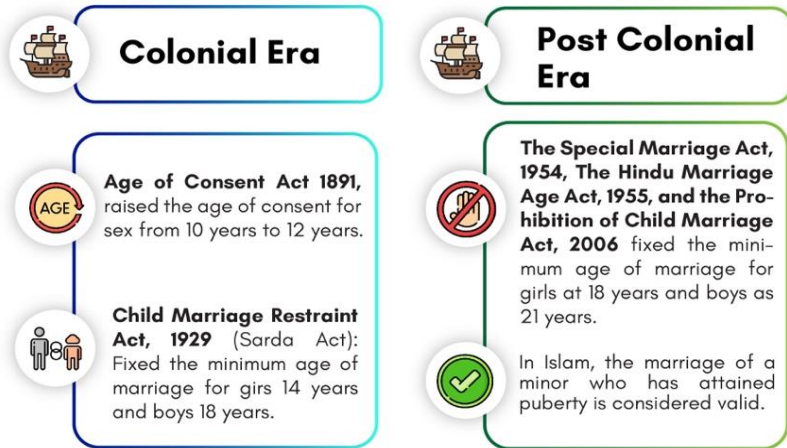 Colonial Era
AGE
Age of Consent Act 1891,
raised the age of consent for
sex from 10 years to 12 years.
Child Marriage Restraint
Act, 1929 (Sarda Act):
Fixed the minimum age of
marriage for girs 14 years
and boys 18 years.
Post Colonial
Era
The Special Marriage Act,
1954, The Hindu Marriage
Age Act, 1955, and the Pro-
hibition of Child Marriage
Act, 2006 fixed the mini-
mum age of marriage for
girls at 18 years and boys as
21 years.
In Islam, the marriage of a
minor who has attained
puberty is considered valid.